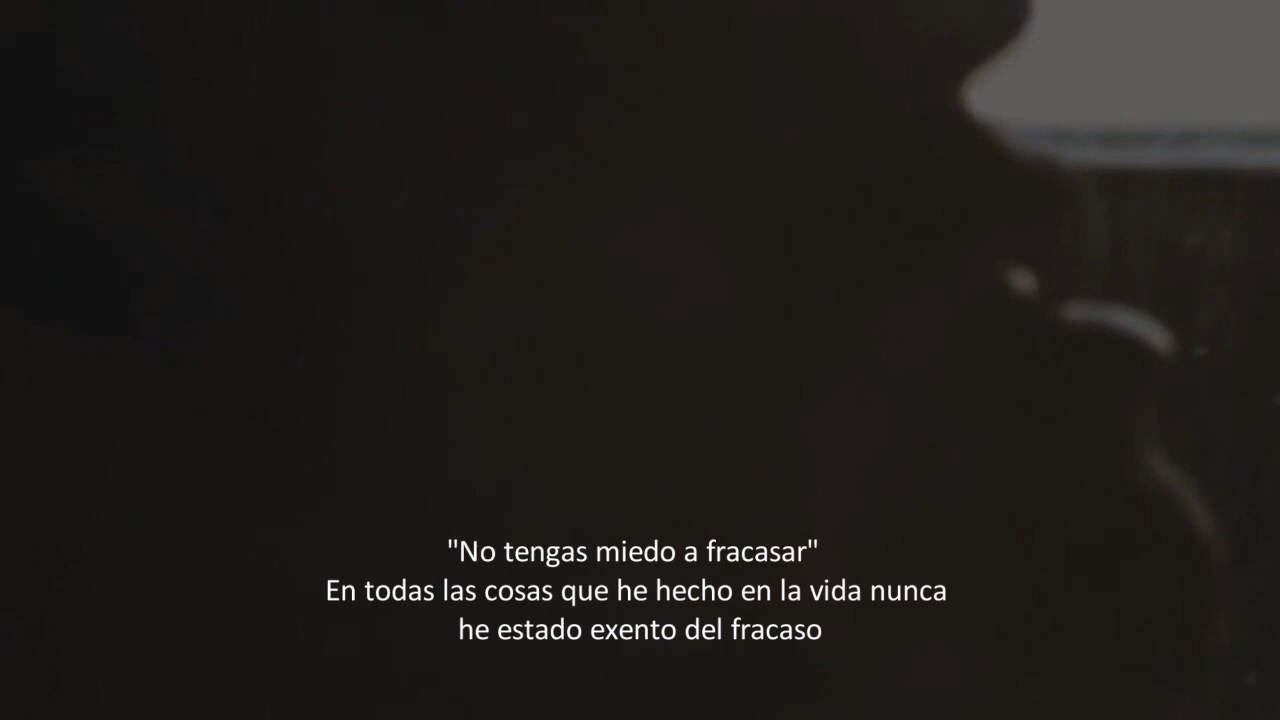 "No tengas miedo a fracasar"
En todas las cosas que he hecho en la vida nunca
he estado exento del fracaso